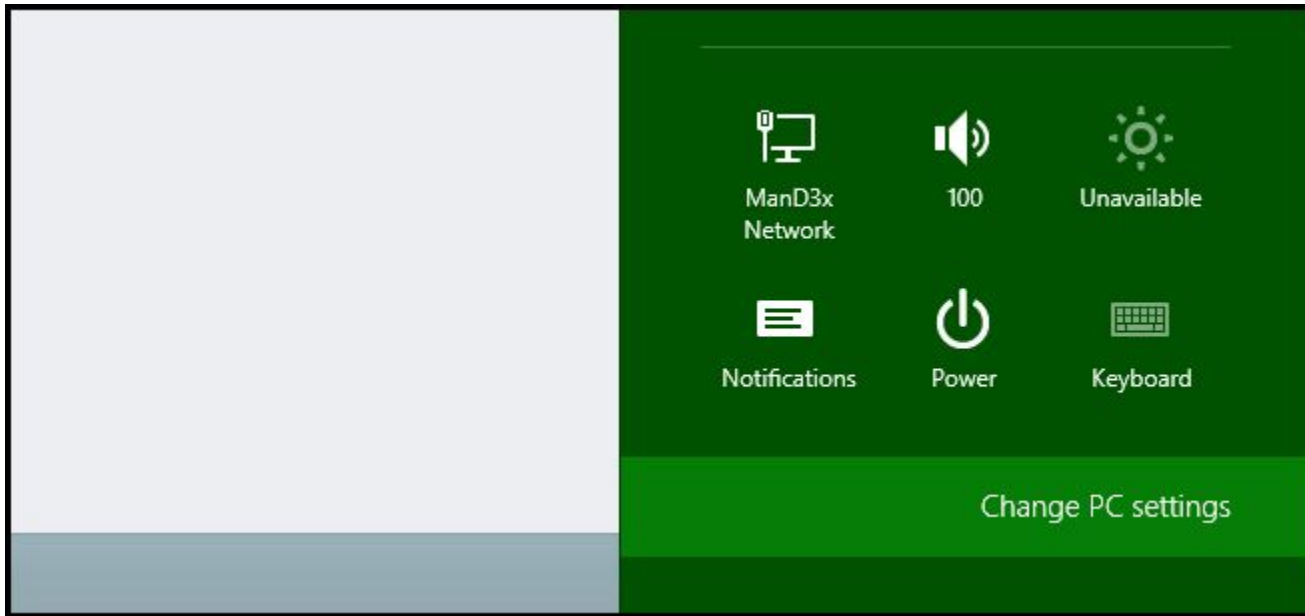 ManD3x
Network
100
Unavailable
Notifications
Power
Keyboard
Change PC settings